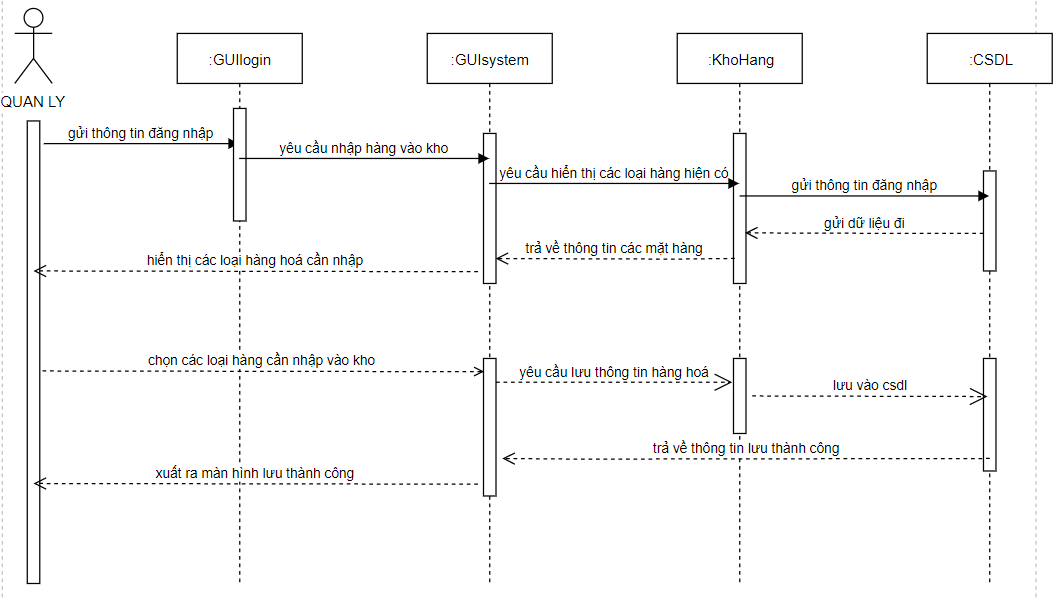 :GUIlogin
:GUIsystem
:KhoHang
:CSDL
QUAN LY
gửi thông tin đăng nhập
yêu cầu nhập hàng vào kho
yêu cầu hiển thị các loại hàng hiện có
gửi thông tin đăng nhập
gửi dữ liệu đi
trả về thông tin các mặt hàng
hiển thị các loại hàng hoá cần nhập
chọn các loại hàng cần nhập vào kho
yêu cầu lưu thông tin hàng hoá
lưu vào csdl
trả về thông tin lưu thành công
xuất ra màn hình lưu thành công